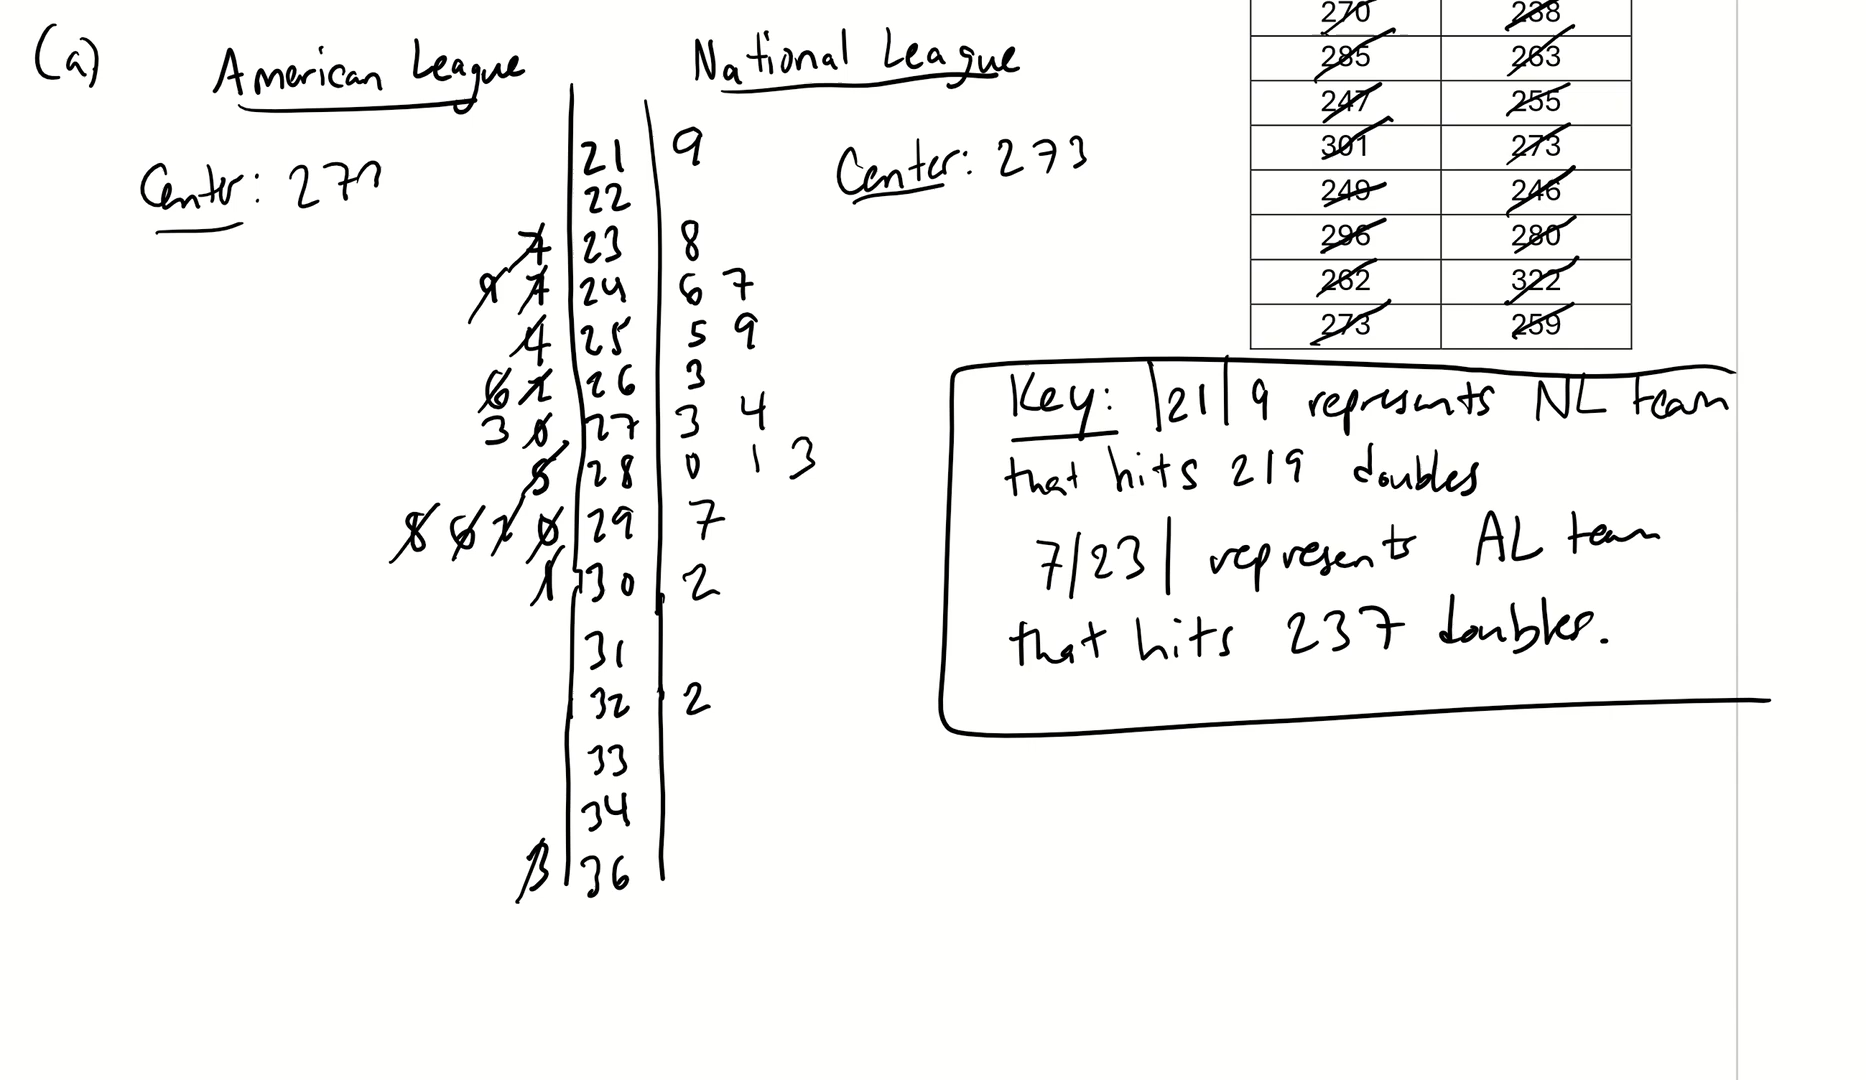 (a) American League National League
Center: 273 Center: 273
21 | 9
22
7 | 23 | 8
9 7 | 24 | 6 7
4 | 25 | 5 9
6 2 | 26 | 3
3 0 | 27 | 3 4
5 | 28 | 0 1 3
8 6 2 0 | 29 | 7
1 | 30 | 2
31
32 | 2
33
34
3 | 36
270 238
285 263
247 255
301 273
249 246
296 280
262 322
273 259
Key: |21| 9 represents NL team
that hits 219 doubles
7/23| represents AL team
that hits 237 doubles.